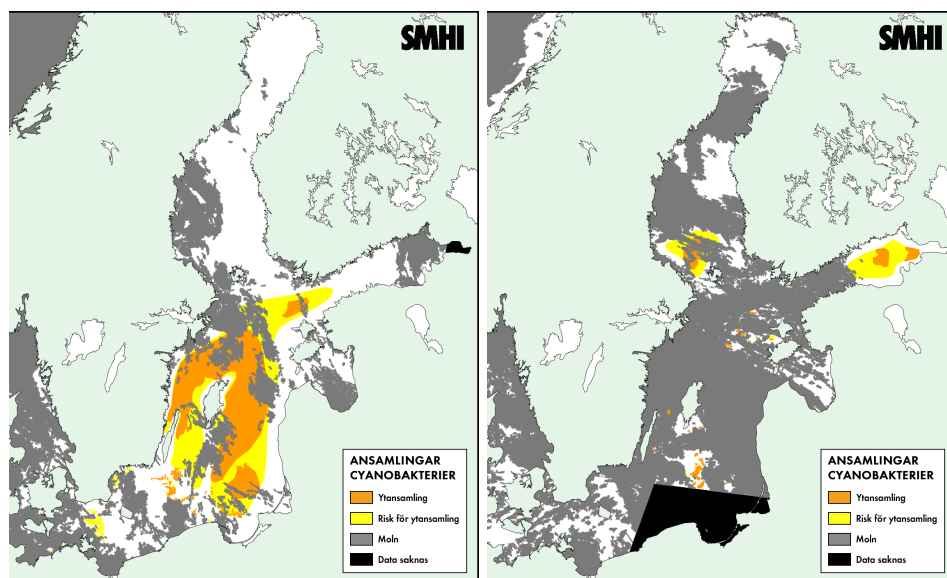 SMHI
ANSAMLINGAR
CYANOBAKTERIER
Ytansamling
Risk för ytansamling
Moln
Data saknas
SMHI
ANSAMLINGAR
CYANOBAKTERIER
Ytansamling
Risk för ytansamling
Moln
Data saknas